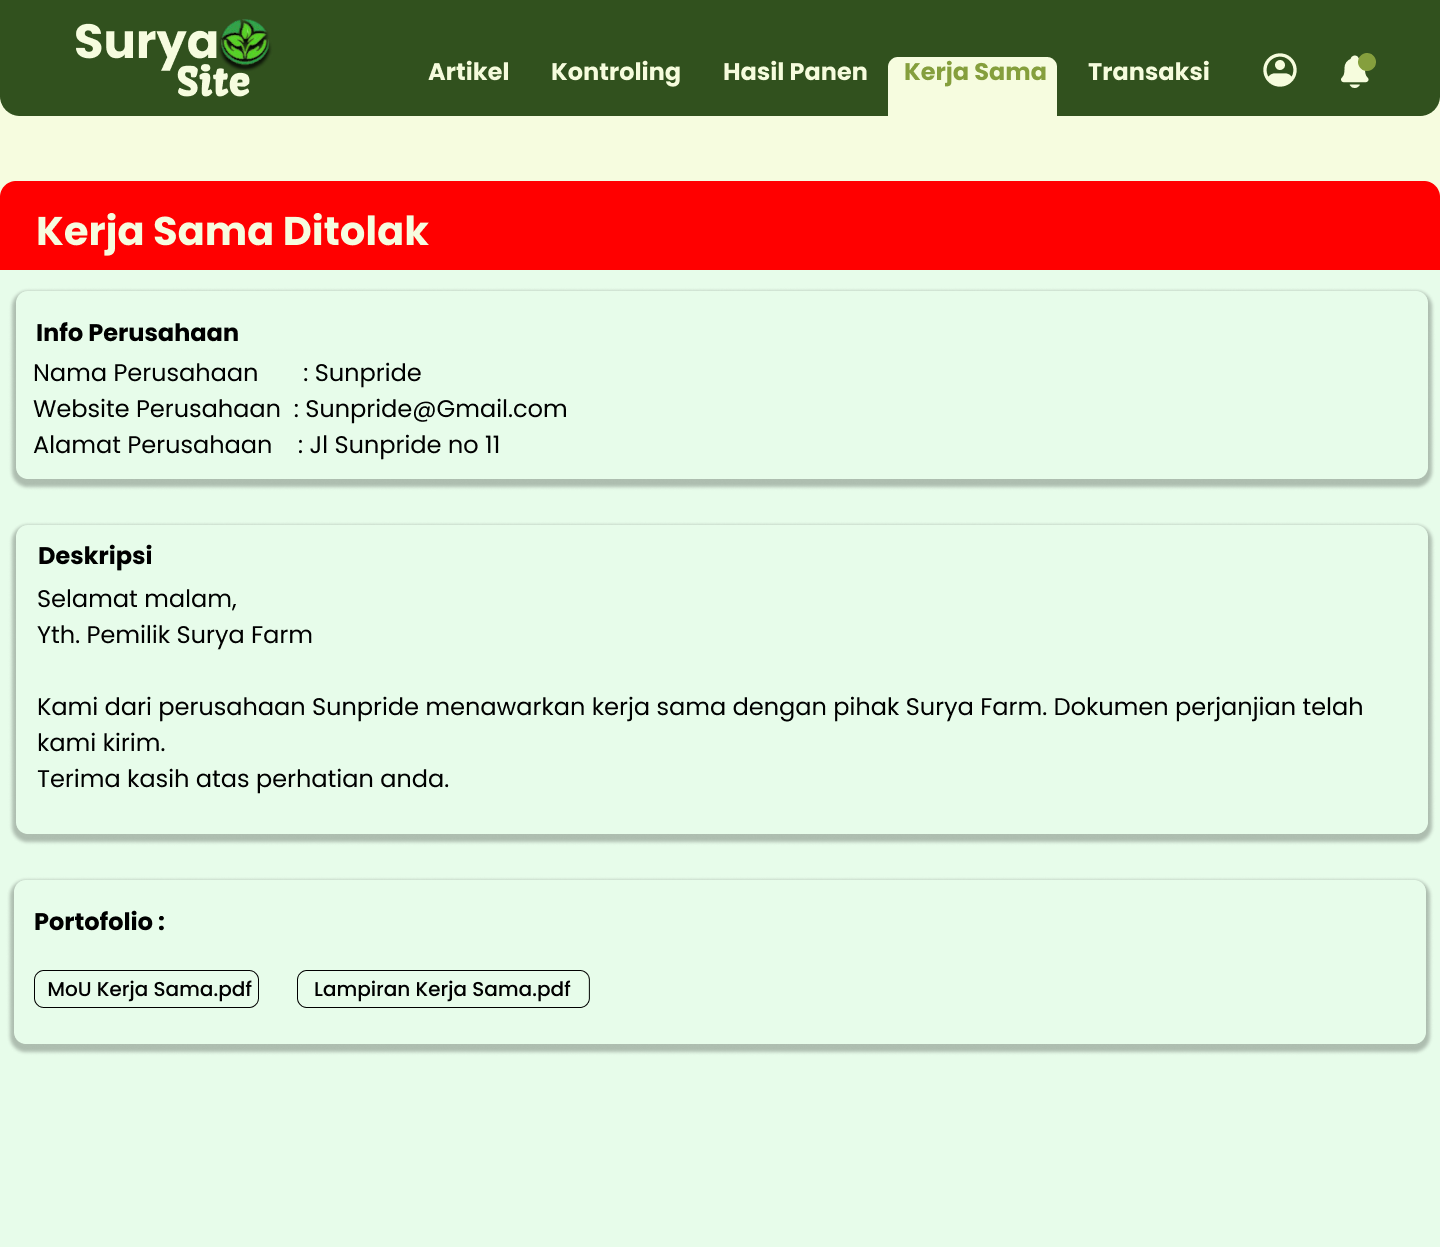 Surya
Site
Artikel
Kontroling
Hasil Panen
Kerja Sama
Transaksi
Kerja Sama Ditolak
Info Perusahaan
Nama Perusahaan : Sunpride
Website Perusahaan : Sunpride@Gmail.com
Alamat Perusahaan : Jl Sunpride no 11
Deskripsi
Selamat malam,
Yth. Pemilik Surya Farm
Kami dari perusahaan Sunpride menawarkan kerja sama dengan pihak Surya Farm. Dokumen perjanjian telah
kami kirim.
Terima kasih atas perhatian anda.
Portofolio :
MoU Kerja Sama.pdf
Lampiran Kerja Sama.pdf